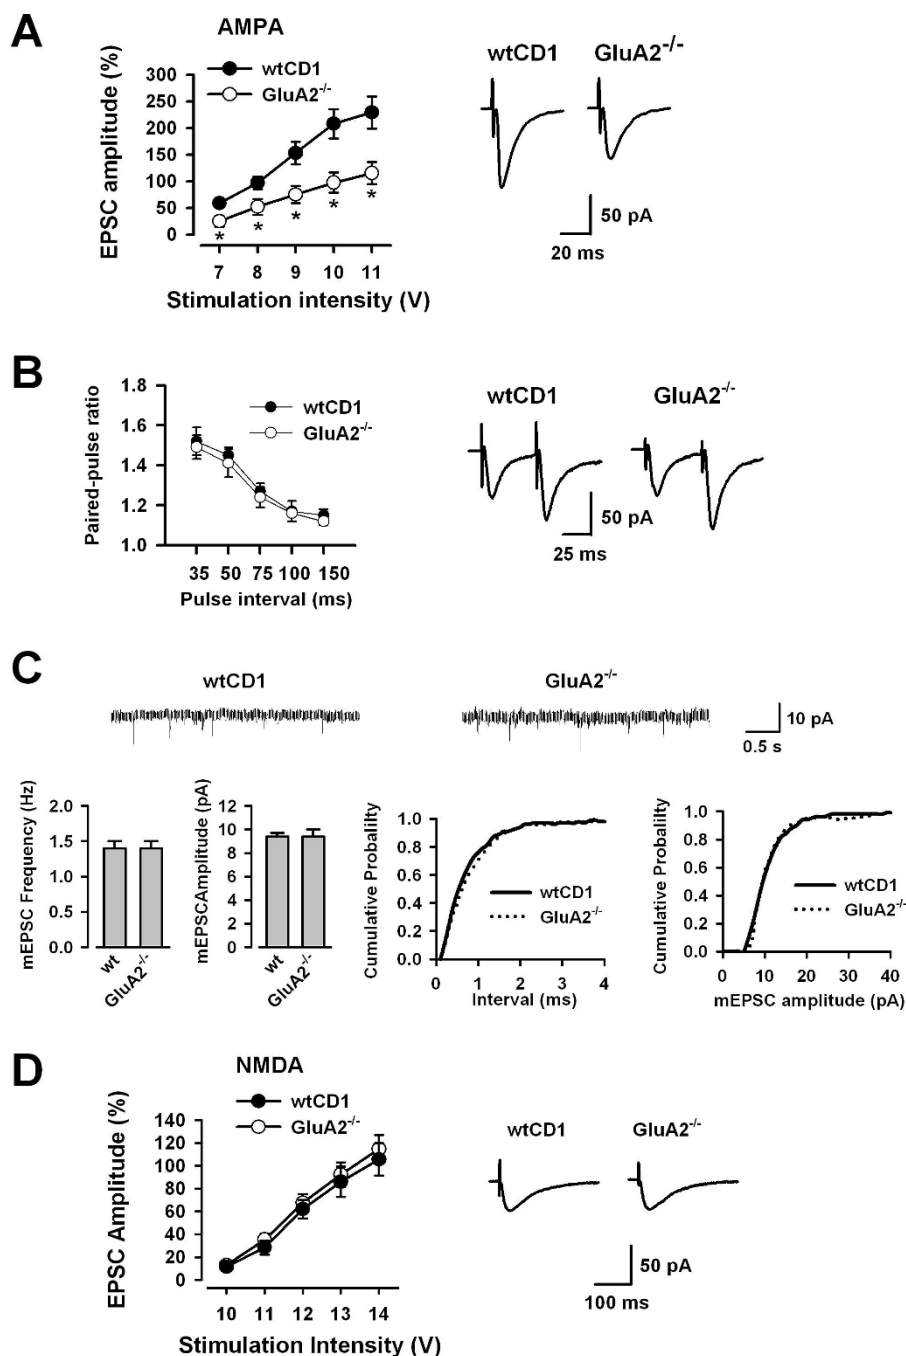 A
AMPA
wtCD1
GluA2-/-
EPSC amplitude (%)
300
250
200
150
100
50
0
* * * * *
7 8 9 10 11
Stimulation intensity (V)
wtCD1 GluA2-/-
50 pA
20 ms
B
Paired-pulse ratio
1.8
1.6
1.4
1.2
1.0
wtCD1
GluA2-/-
35 50 75 100 150
Pulse interval (ms)
wtCD1 GluA2-/-
50 pA
25 ms
C
wtCD1 GluA2-/-
10 pA
0.5 s
mEPSC Frequency (Hz)
2.0
1.5
1.0
0.5
0.0
wt GluA2-/-
mEPSCAmplitude (pA)
12
10
8
6
4
2
0
wt GluA2-/-
Cumulative Probability
1.0
0.8
0.6
0.4
0.2
0.0
wtCD1
GluA2-/-
0 1 2 3 4
Interval (ms)
Cumulative Probalility
1.0
0.8
0.6
0.4
0.2
0.0
wtCD1
GluA2-/-
0 10 20 30 40
mEPSC amplitude (pA)
D
NMDA
wtCD1
GluA2-/-
EPSC Amplitude (%)
140
120
100
80
60
40
20
0
10 11 12 13 14
Stimulation Intensity (V)
wtCD1 GluA2-/-
50 pA
100 ms